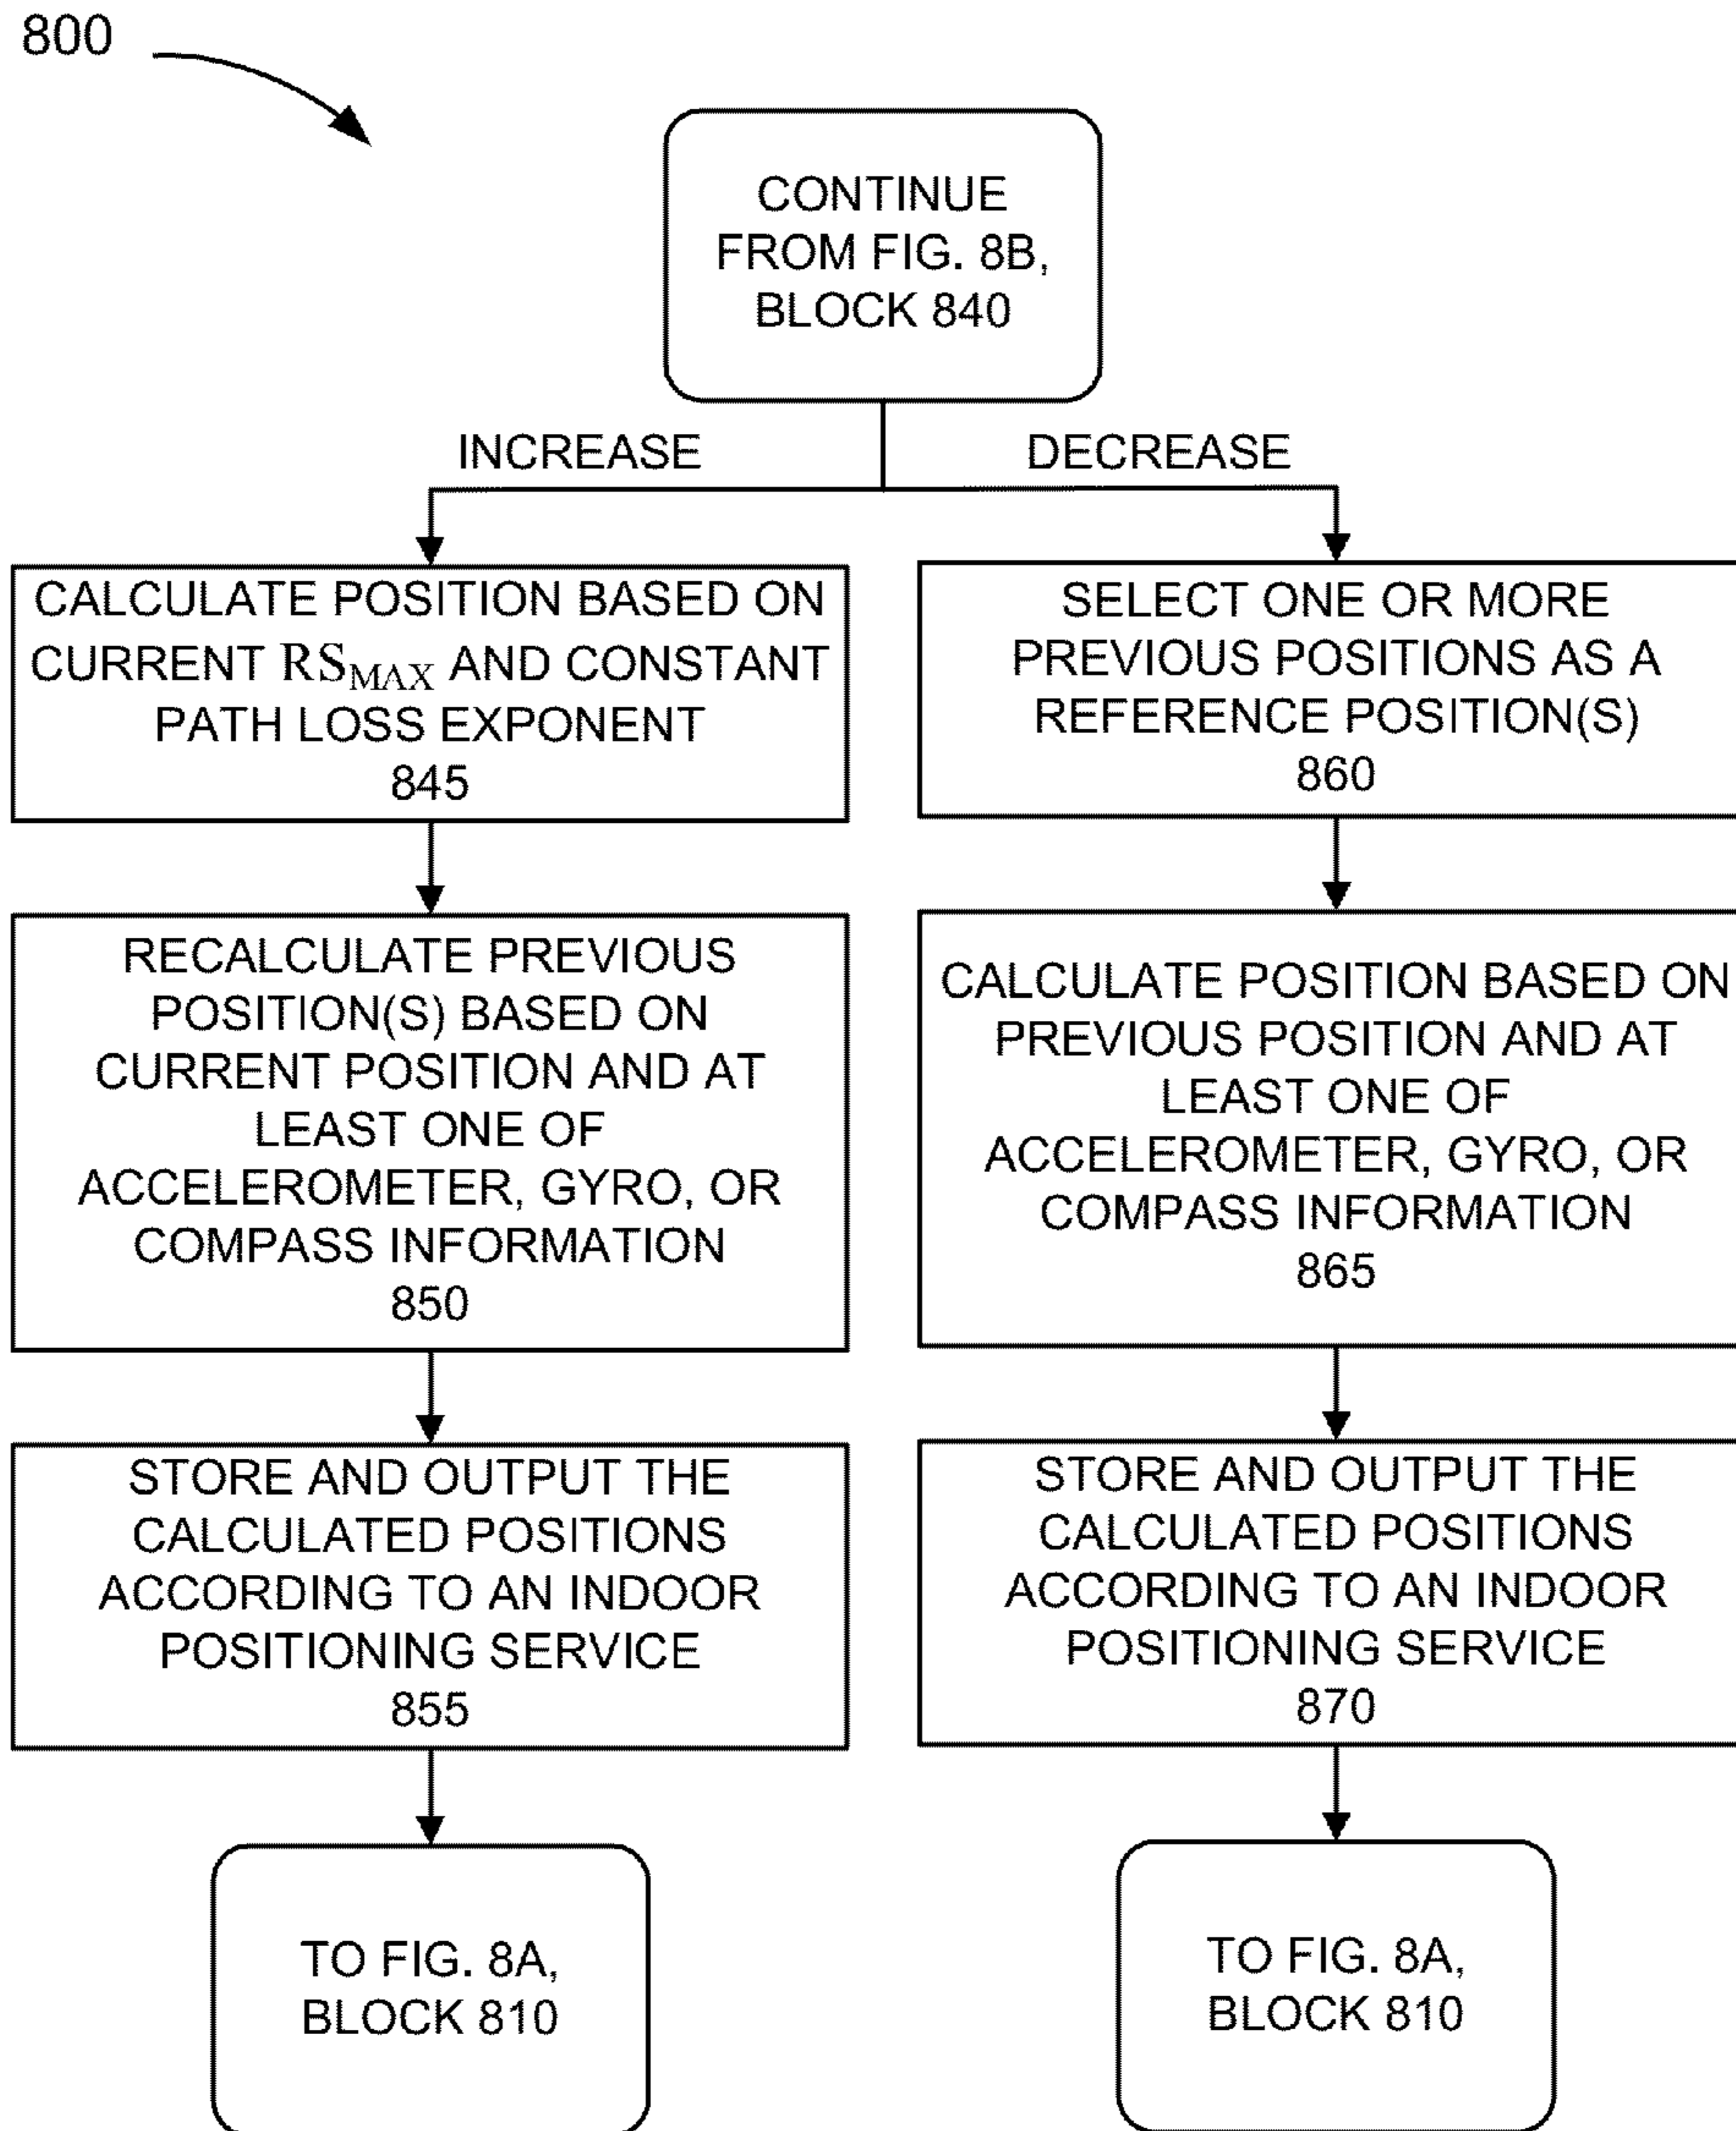 800
CONTINUE
FROM FIG. 8B,
BLOCK 840
INCREASE
DECREASE
CALCULATE POSITION BASED ON
CURRENT RSMAX AND CONSTANT
PATH LOSS EXPONENT
845
RECALCULATE PREVIOUS
POSITION(S) BASED ON
CURRENT POSITION AND AT
LEAST ONE OF
ACCELEROMETER, GYRO, OR
COMPASS INFORMATION
850
STORE AND OUTPUT THE
CALCULATED POSITIONS
ACCORDING TO AN INDOOR
POSITIONING SERVICE
855
TO FIG. 8A,
BLOCK 810
SELECT ONE OR MORE
PREVIOUS POSITIONS AS A
REFERENCE POSITION(S)
860
CALCULATE POSITION BASED ON
PREVIOUS POSITION AND AT
LEAST ONE OF
ACCELEROMETER, GYRO, OR
COMPASS INFORMATION
865
STORE AND OUTPUT THE
CALCULATED POSITIONS
ACCORDING TO AN INDOOR
POSITIONING SERVICE
870
TO FIG. 8A,
BLOCK 810